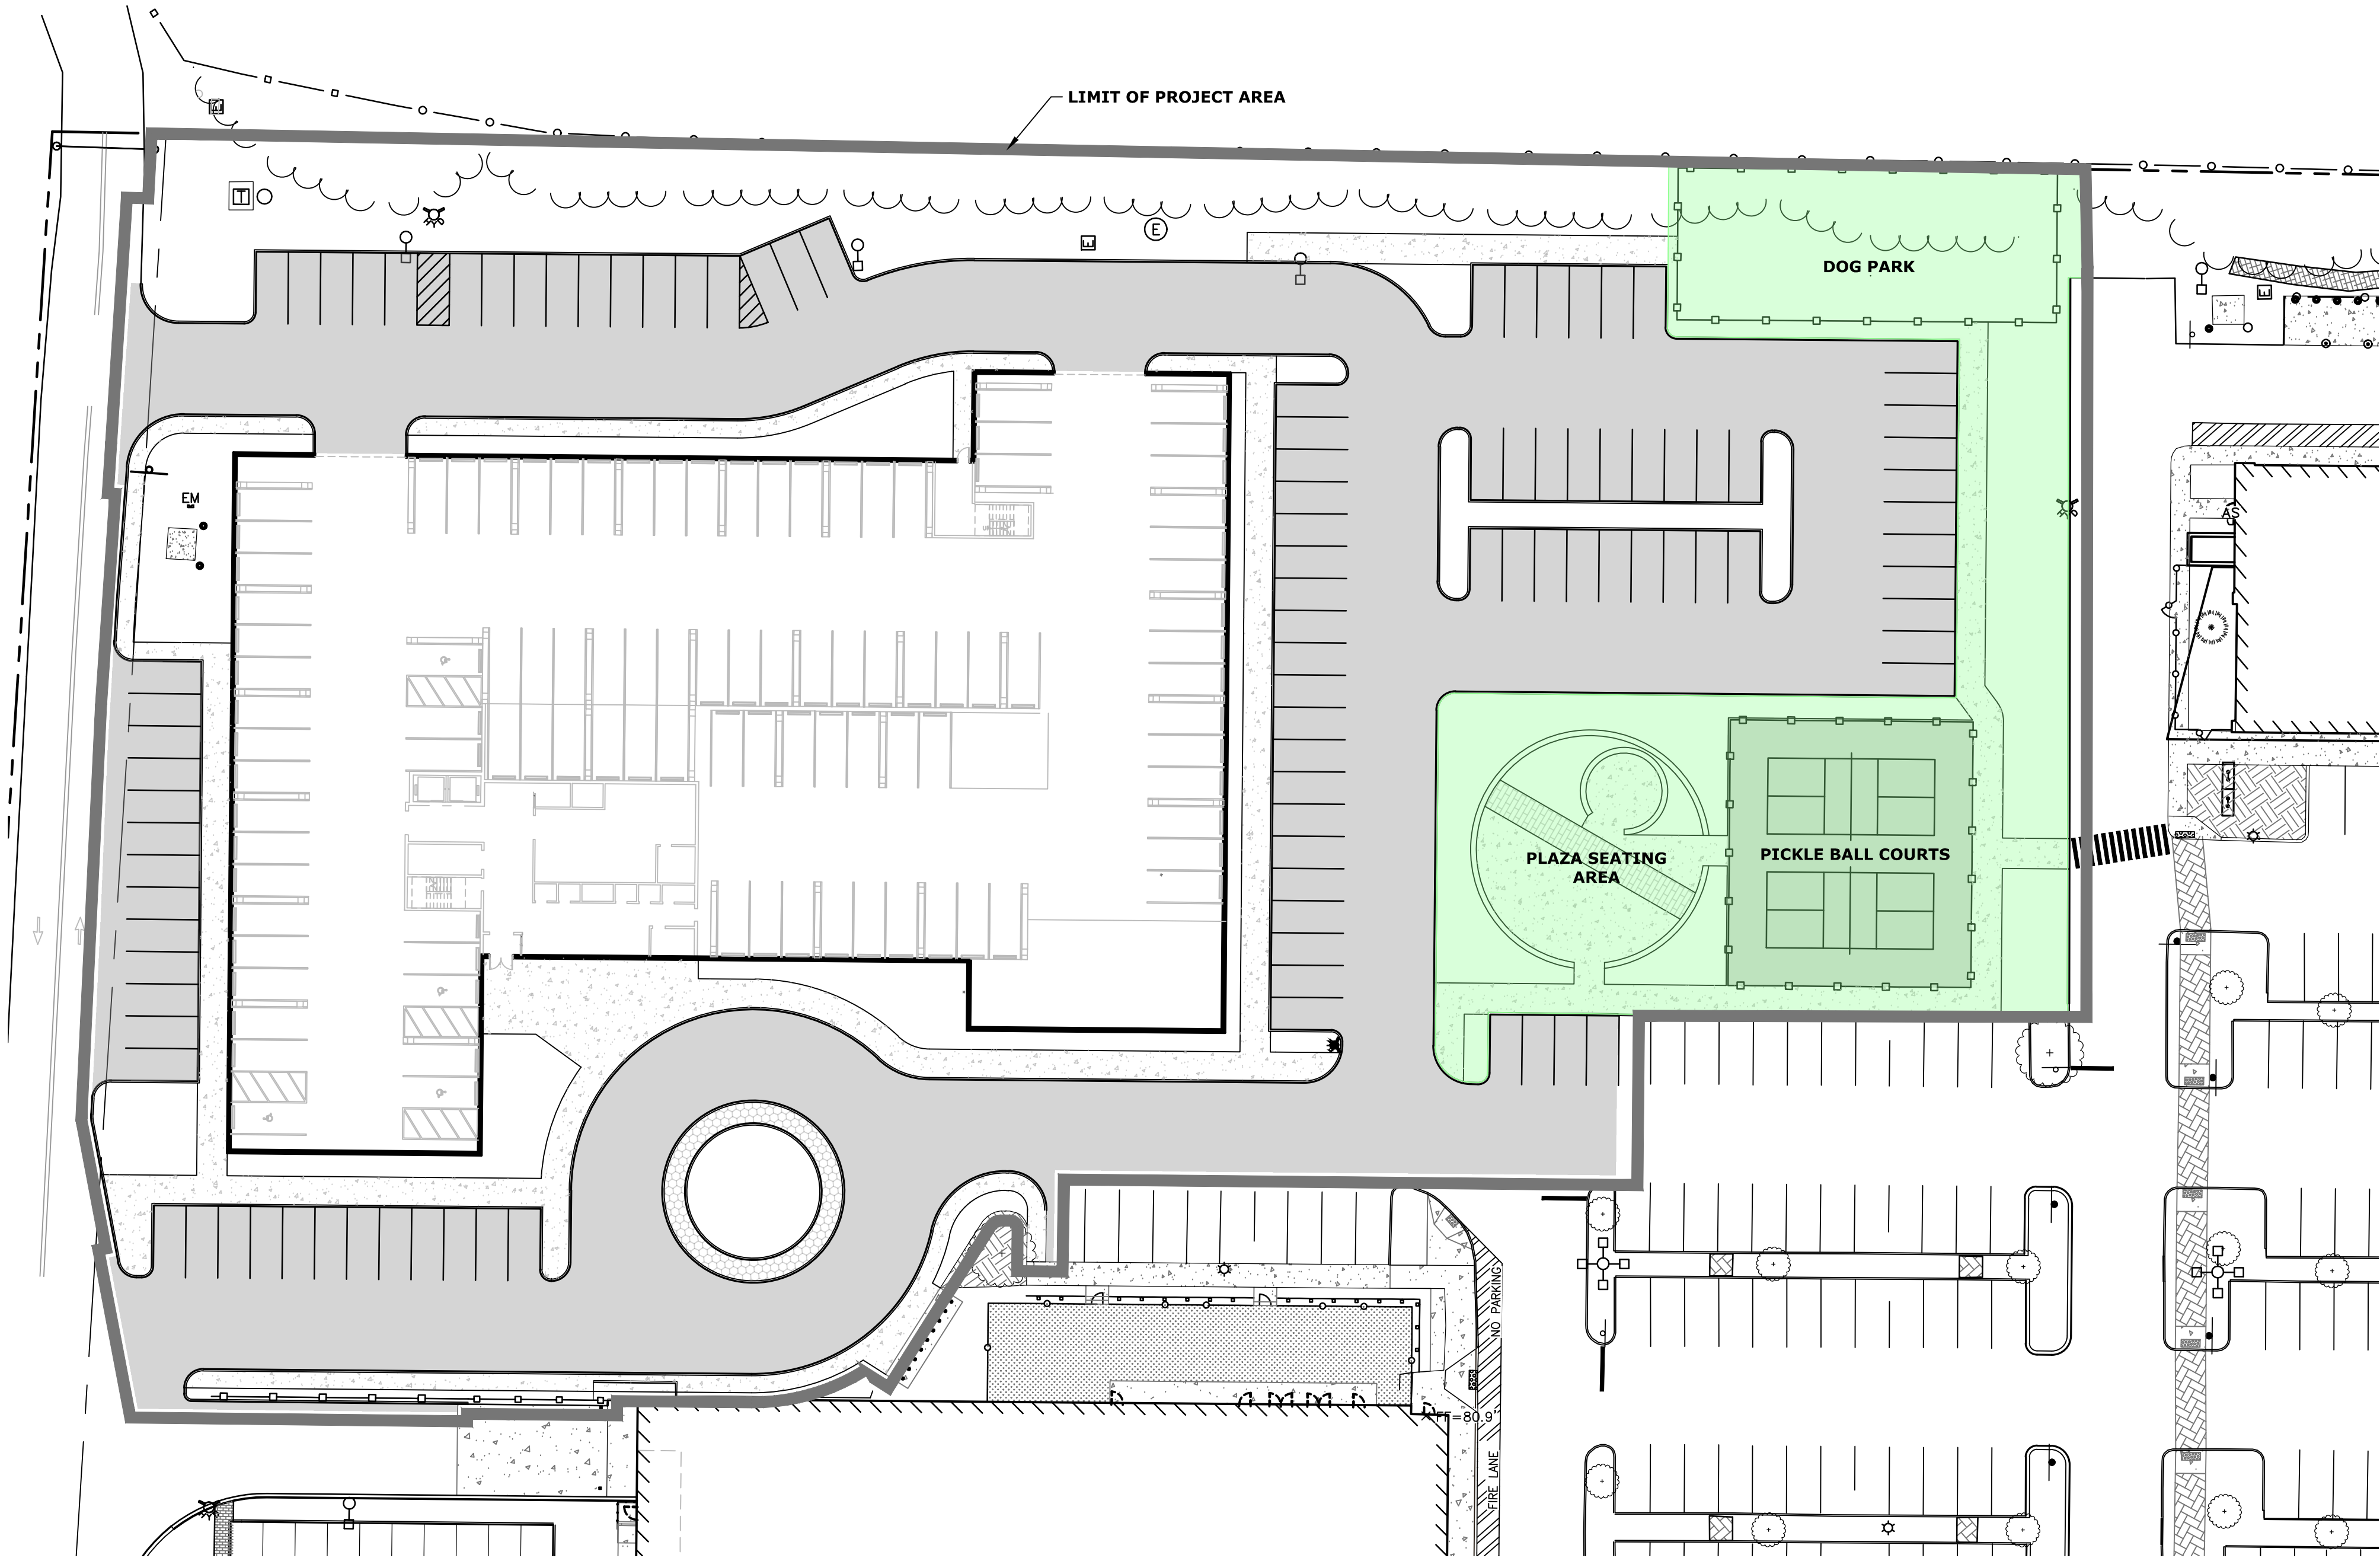 LIMIT OF PROJECT AREA
E
T
E
E
DOG PARK
E
EM
AS
PLAZA SEATING
AREA
PICKLE BALL COURTS
NO PARKING
FF=80.9'
FIRE LANE